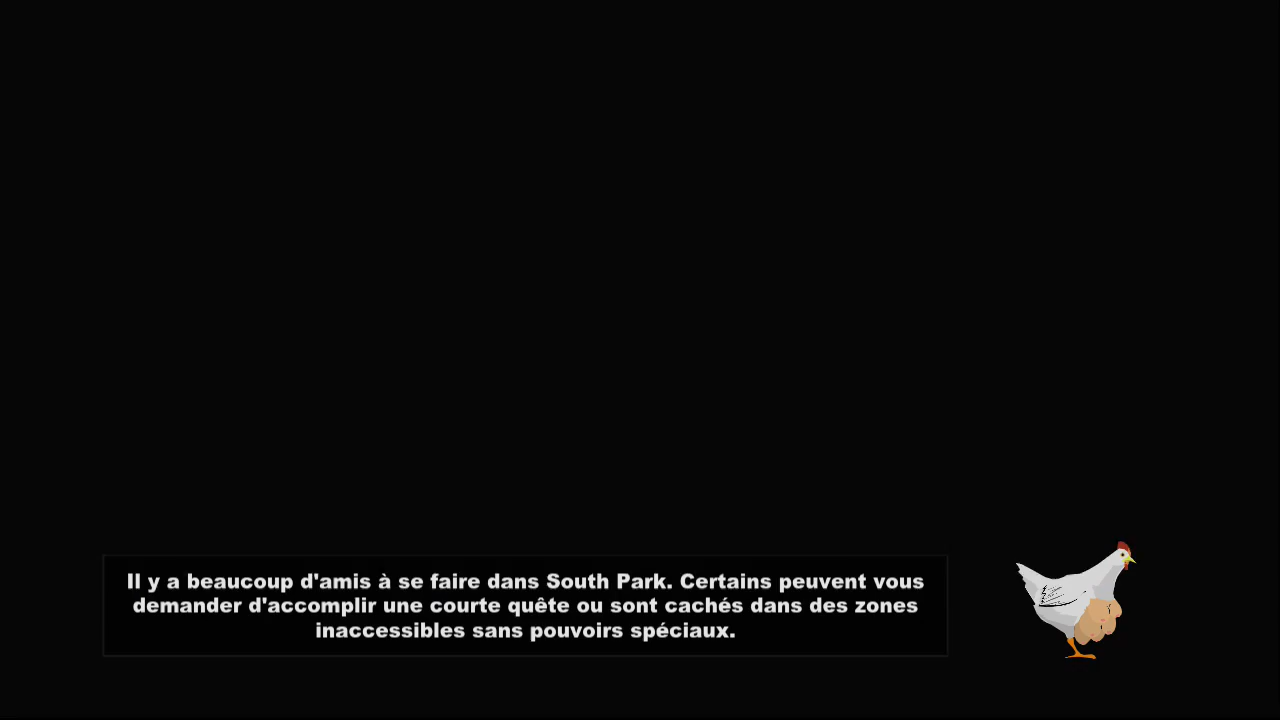 Il y a beaucoup d'amis à se faire dans South Park. Certains peuvent vous
demander d'accomplir une courte quête ou sont cachés dans des zones
inaccessibles sans pouvoirs spéciaux.